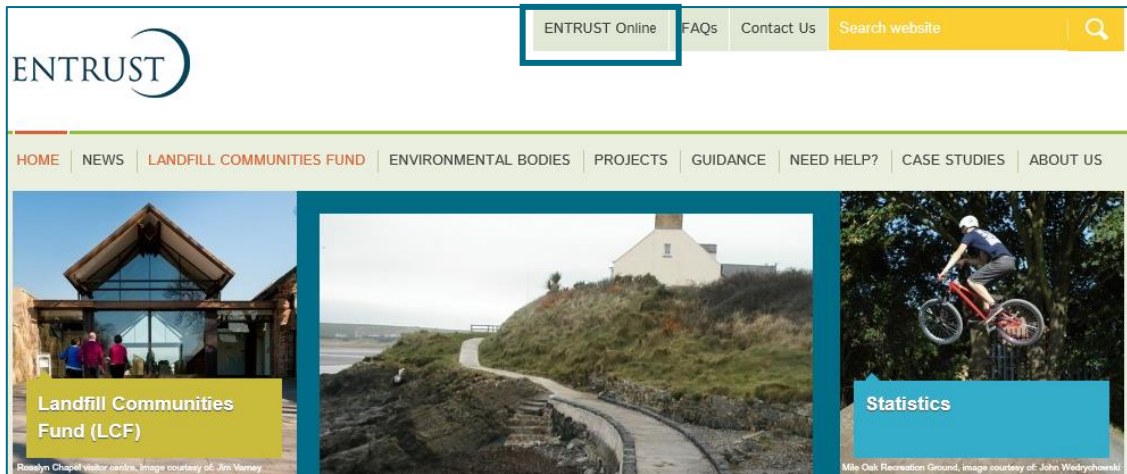 ENTRUST Online FAQs Contact Us Search website
ENTRUST
HOME NEWS LANDFILL COMMUNITIES FUND ENVIRONMENTAL BODIES PROJECTS GUIDANCE NEED HELP? CASE STUDIES ABOUT US
Landfill Communities
Fund (LCF)
Rosslyn Chapel visitor centre, image courtesy of: Jim Varney
Statistics
Mile Oak Recreation Ground, image courtesy of: John Wedrychowski